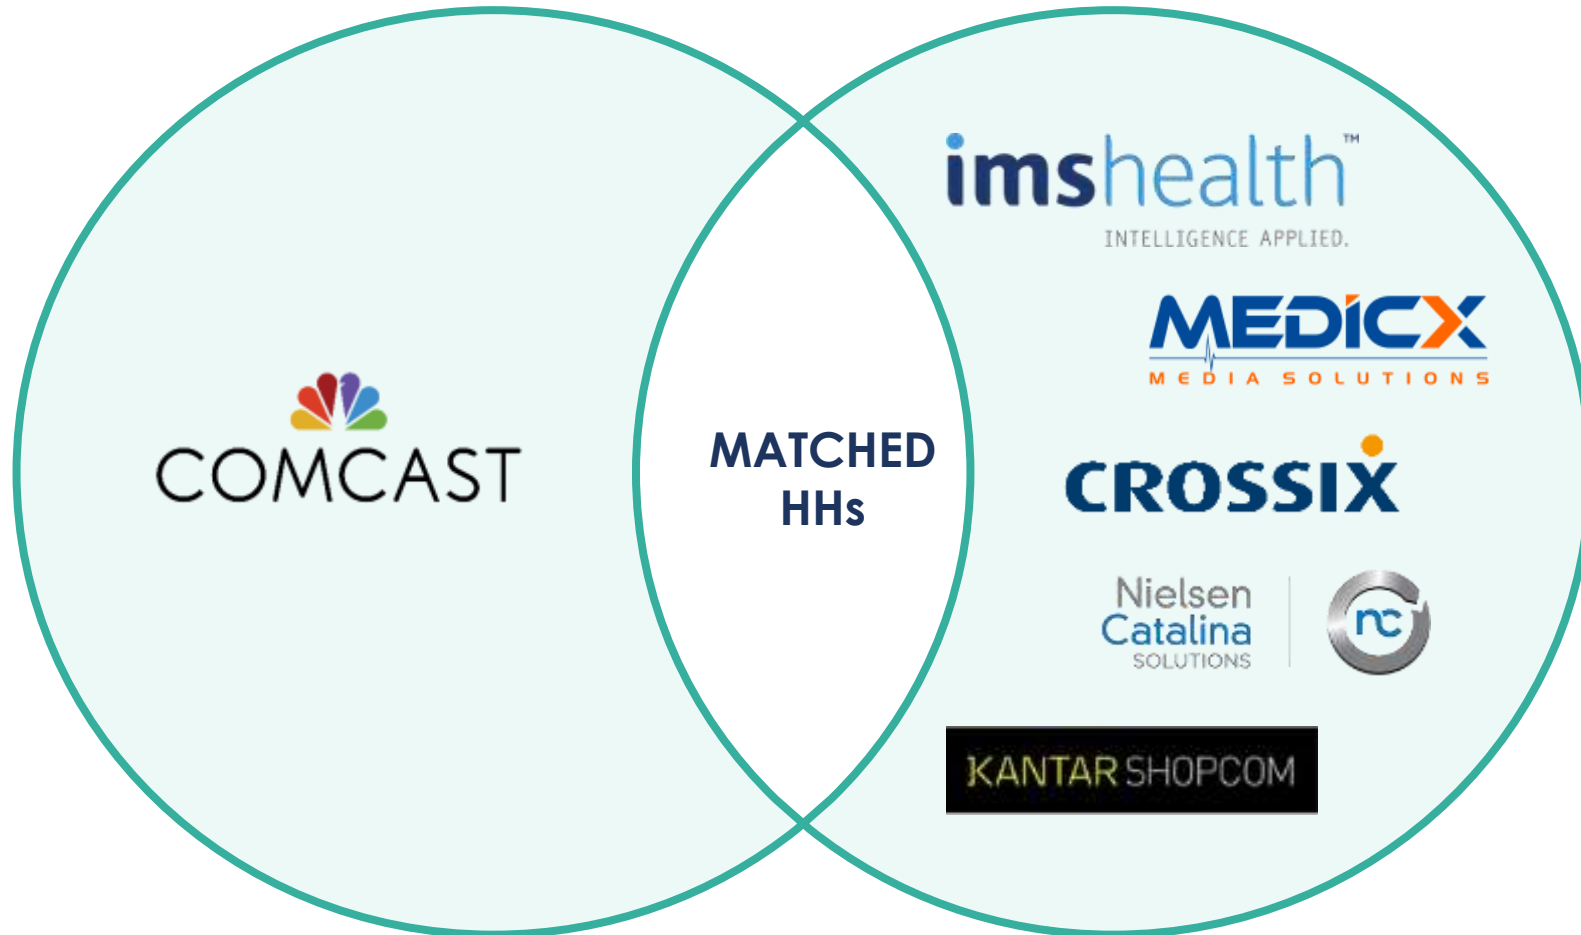 COMCAST
MATCHED
HHs
imshealth™
INTELLIGENCE APPLIED.
MEDICX
MEDIA SOLUTIONS
CROSSIX
Nielsen
Catalina
SOLUTIONS
nc
KANTAR SHOPCOM